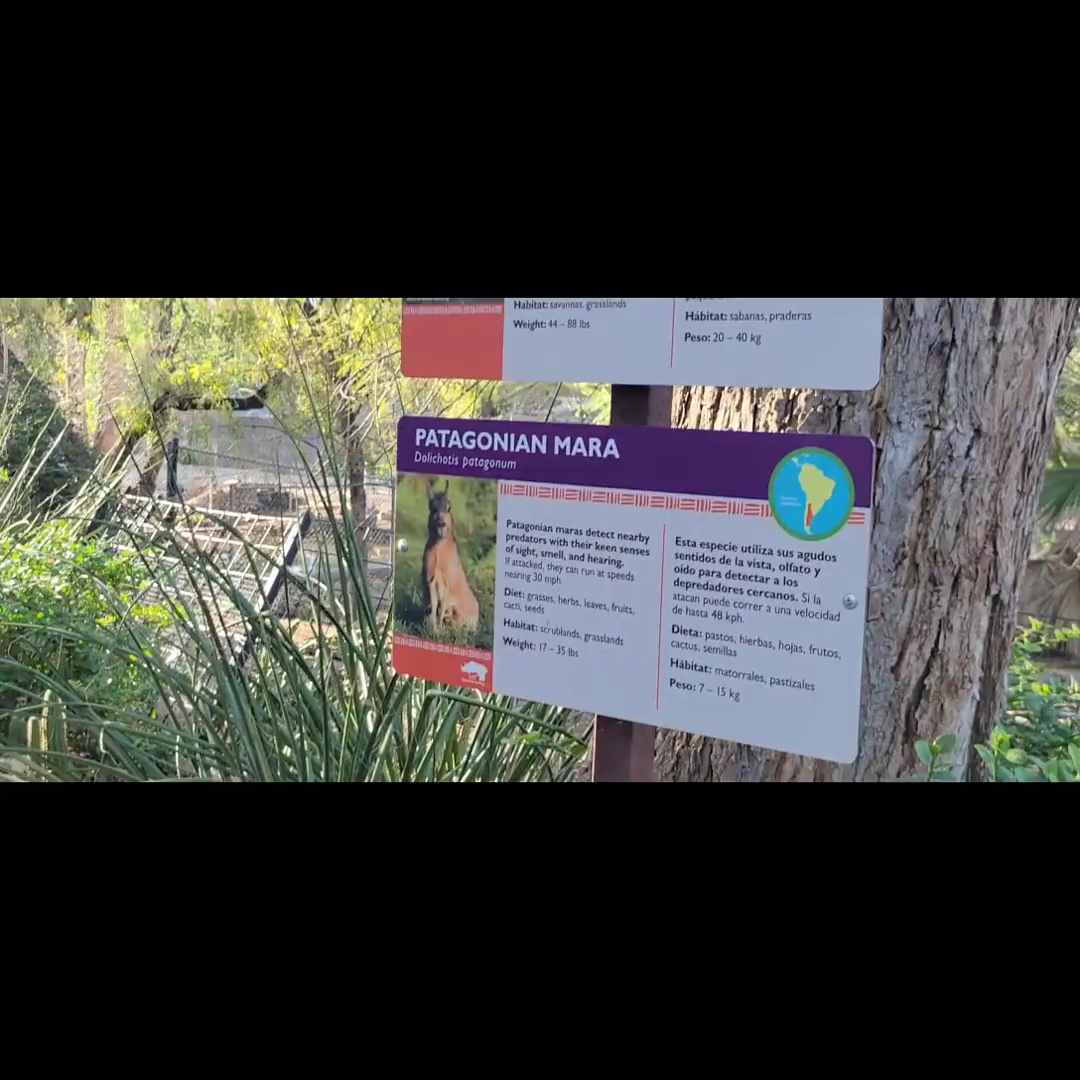 Habitat: savannas, grasslands
Weight: 44 – 88 lbs
Hábitat: sabanas, praderas
Peso: 20 – 40 kg
PATAGONIAN MARA
Dolichotis patagonum
Patagonian maras detect nearby
predators with their keen senses
of sight, smell, and hearing.
If attacked, they can run at speeds
nearing 30 mph.
Diet: grasses, herbs, leaves, fruits,
cacti, seeds
Habitat: scrublands, grasslands
Weight: 17 – 35 lbs
Esta especie utiliza sus agudos
sentidos de la vista, olfato y
oído para detectar a los
depredadores cercanos. Si la
atacan puede correr a una velocidad
de hasta 48 kph.
Dieta: pastos, hierbas, hojas, frutos,
cactus, semillas
Hábitat: matorrales, pastizales
Peso: 7 – 15 kg